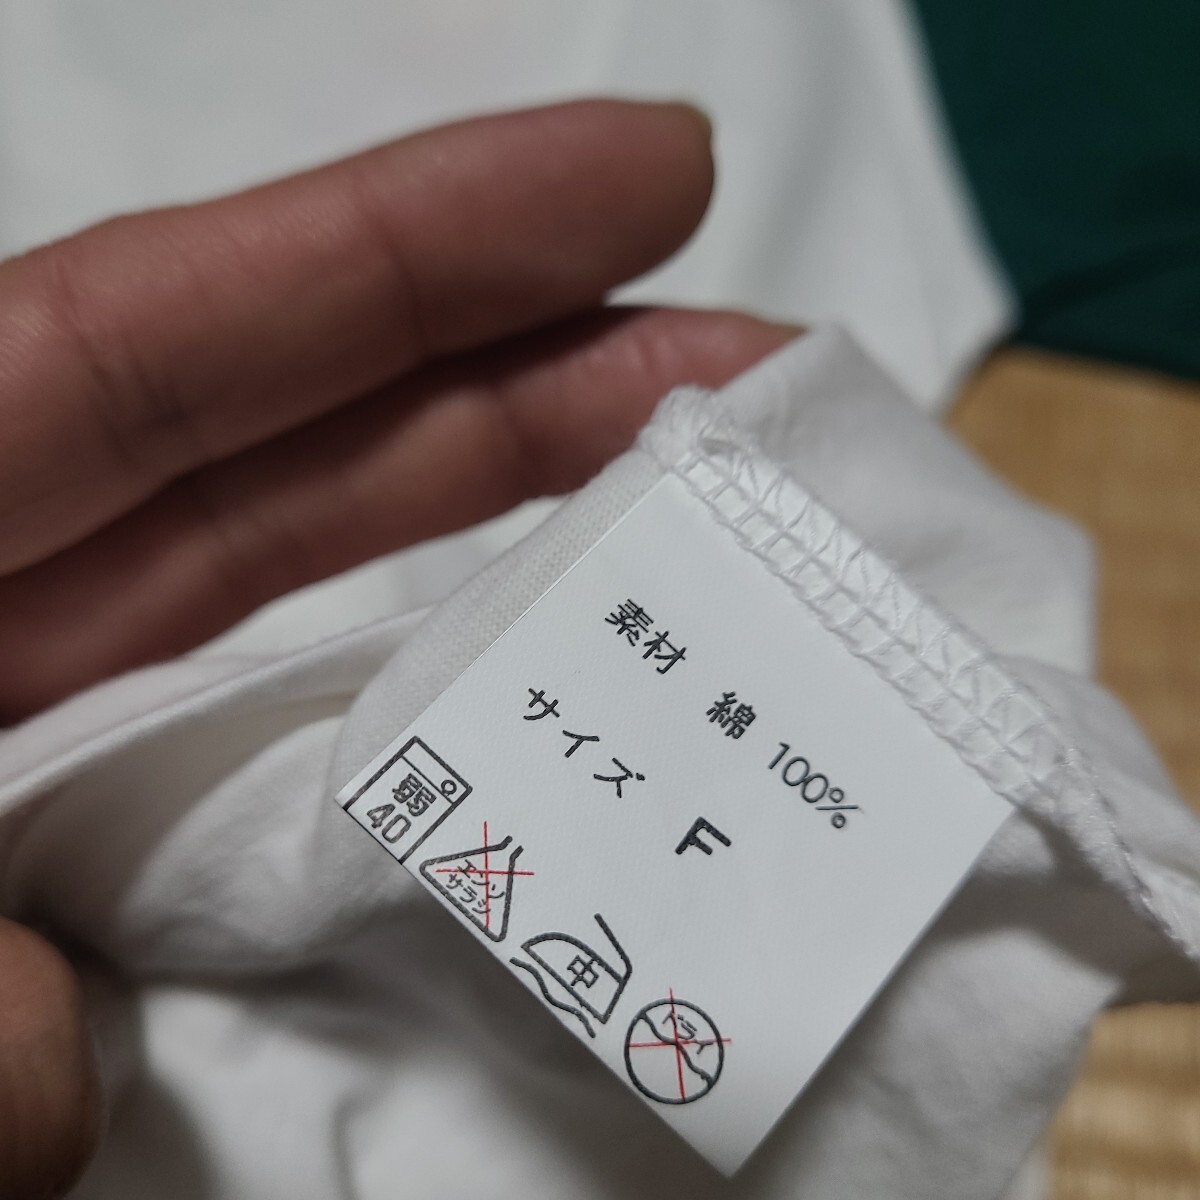 素材 綿 100%
サイズ F
弱
40
エンソ
サラシ
中
ドライ